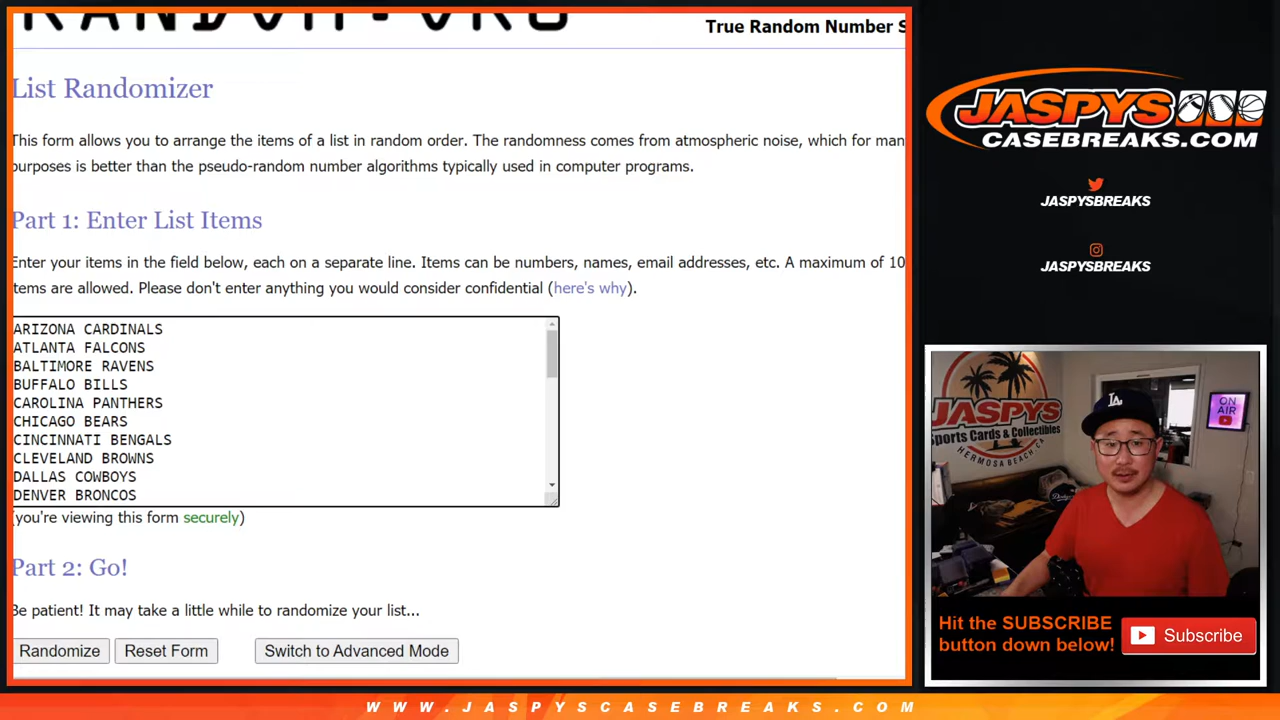 RANDOM.ORG
True Random Number S
List Randomizer
This form allows you to arrange the items of a list in random order. The randomness comes from atmospheric noise, which for man
purposes is better than the pseudo-random number algorithms typically used in computer programs.
Part 1: Enter List Items
Enter your items in the field below, each on a separate line. Items can be numbers, names, email addresses, etc. A maximum of 10
items are allowed. Please don't enter anything you would consider confidential (here's why).
ARIZONA CARDINALS
ATLANTA FALCONS
BALTIMORE RAVENS
BUFFALO BILLS
CAROLINA PANTHERS
CHICAGO BEARS
CINCINNATI BENGALS
CLEVELAND BROWNS
DALLAS COWBOYS
DENVER BRONCOS
(you're viewing this form securely)
Part 2: Go!
Be patient! It may take a little while to randomize your list...
Randomize
Reset Form
Switch to Advanced Mode
JASPYS
CASEBREAKS.COM
JASPYSBREAKS
JASPYSBREAKS
JASPYS
Sports Cards & Collectibles
HERMOSA BEACH, CA
ON
AIR
LA
Hit the SUBSCRIBE
button down below!
Subscribe
WWW.JASPYSCASEBREAKS.COM